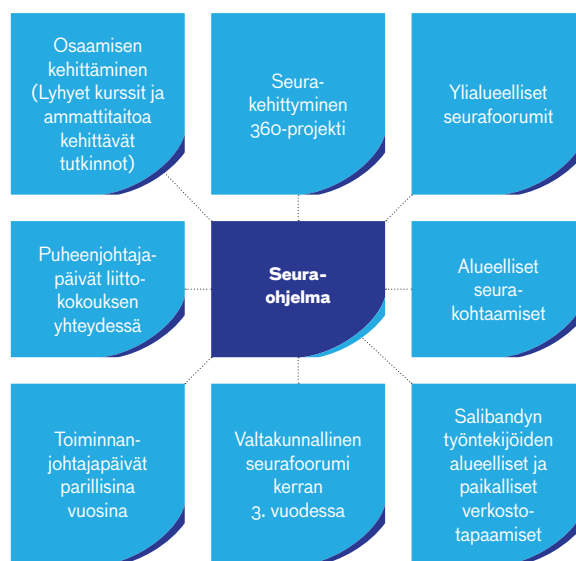 Osaamisen
kehittäminen
(Lyhyet kurssit ja
ammattitaitoa
kehittävät
tutkinnot)
Seura-
kehittyminen
360-projekti
Ylialueelliset
seurafoorumit
Puheenjohtaja-
päivät liitto-
kokouksen
yhteydessä
Seura-
ohjelma
Alueelliset
seura-
kohtaamiset
Toiminnan-
johtajapäivät
parillisina
vuosina
Valtakunnallinen
seurafoorumi
kerran
3. vuodessa
Salibandyn
työntekijöiden
alueelliset ja
paikalliset
verkosto-
tapaamiset